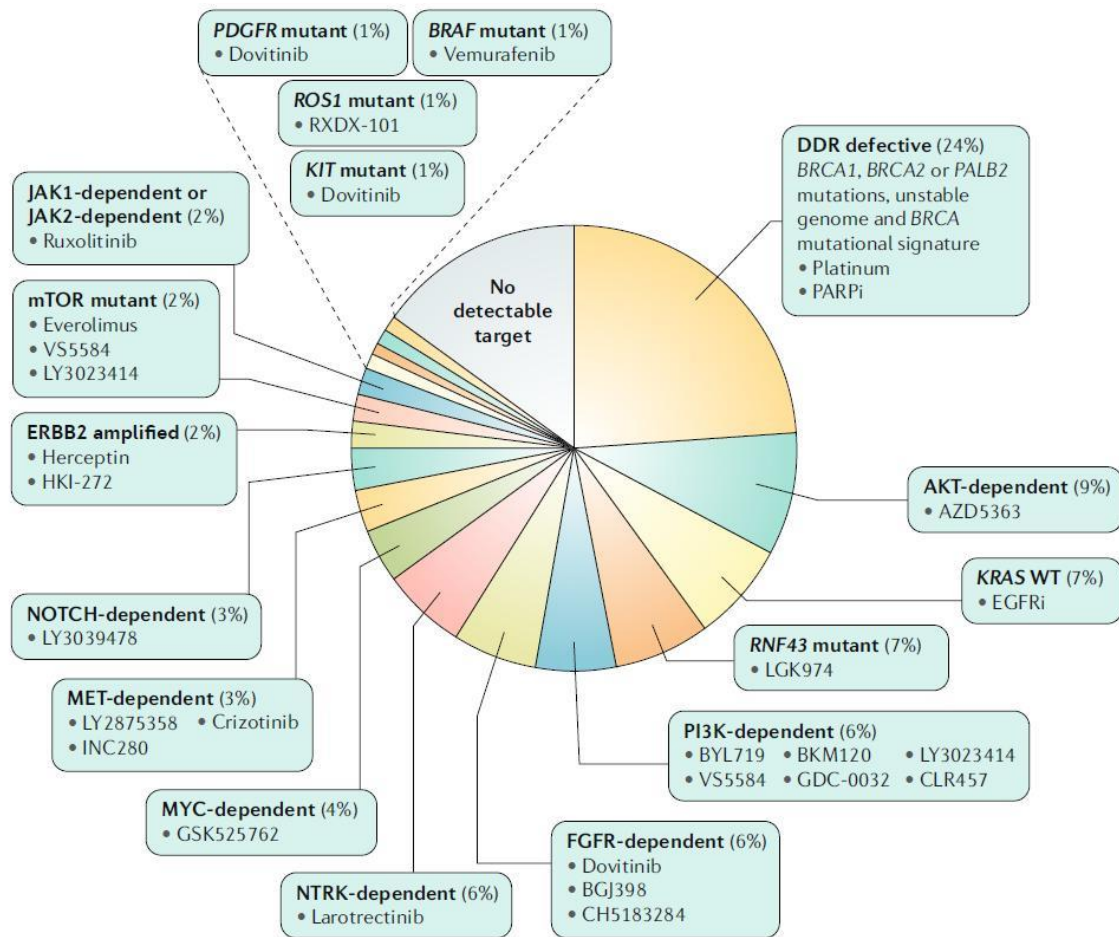 PDGFR mutant (1%)
• Dovitinib
BRAF mutant (1%)
• Vemurafenib
ROS1 mutant (1%)
• RXDX-101
KIT mutant (1%)
• Dovitinib
JAK1-dependent or
JAK2-dependent (2%)
• Ruxolitinib
mTOR mutant (2%)
• Everolimus
• VS5584
• LY3023414
ERBB2 amplified (2%)
• Herceptin
• HKI-272
NOTCH-dependent (3%)
• LY3039478
MET-dependent (3%)
• LY2875358 • Crizotinib
• INC280
MYC-dependent (4%)
• GSK525762
NTRK-dependent (6%)
• Larotrectinib
FGFR-dependent (6%)
• Dovitinib
• BGJ398
• CH5183284
PI3K-dependent (6%)
• BYL719 • BKM120 • LY3023414
• VS5584 • GDC-0032 • CLR457
RNF43 mutant (7%)
• LGK974
KRAS WT (7%)
• EGFRi
AKT-dependent (9%)
• AZD5363
DDR defective (24%)
BRCA1, BRCA2 or PALB2
mutations, unstable
genome and BRCA
mutational signature
• Platinum
• PARPi
No
detectable
target